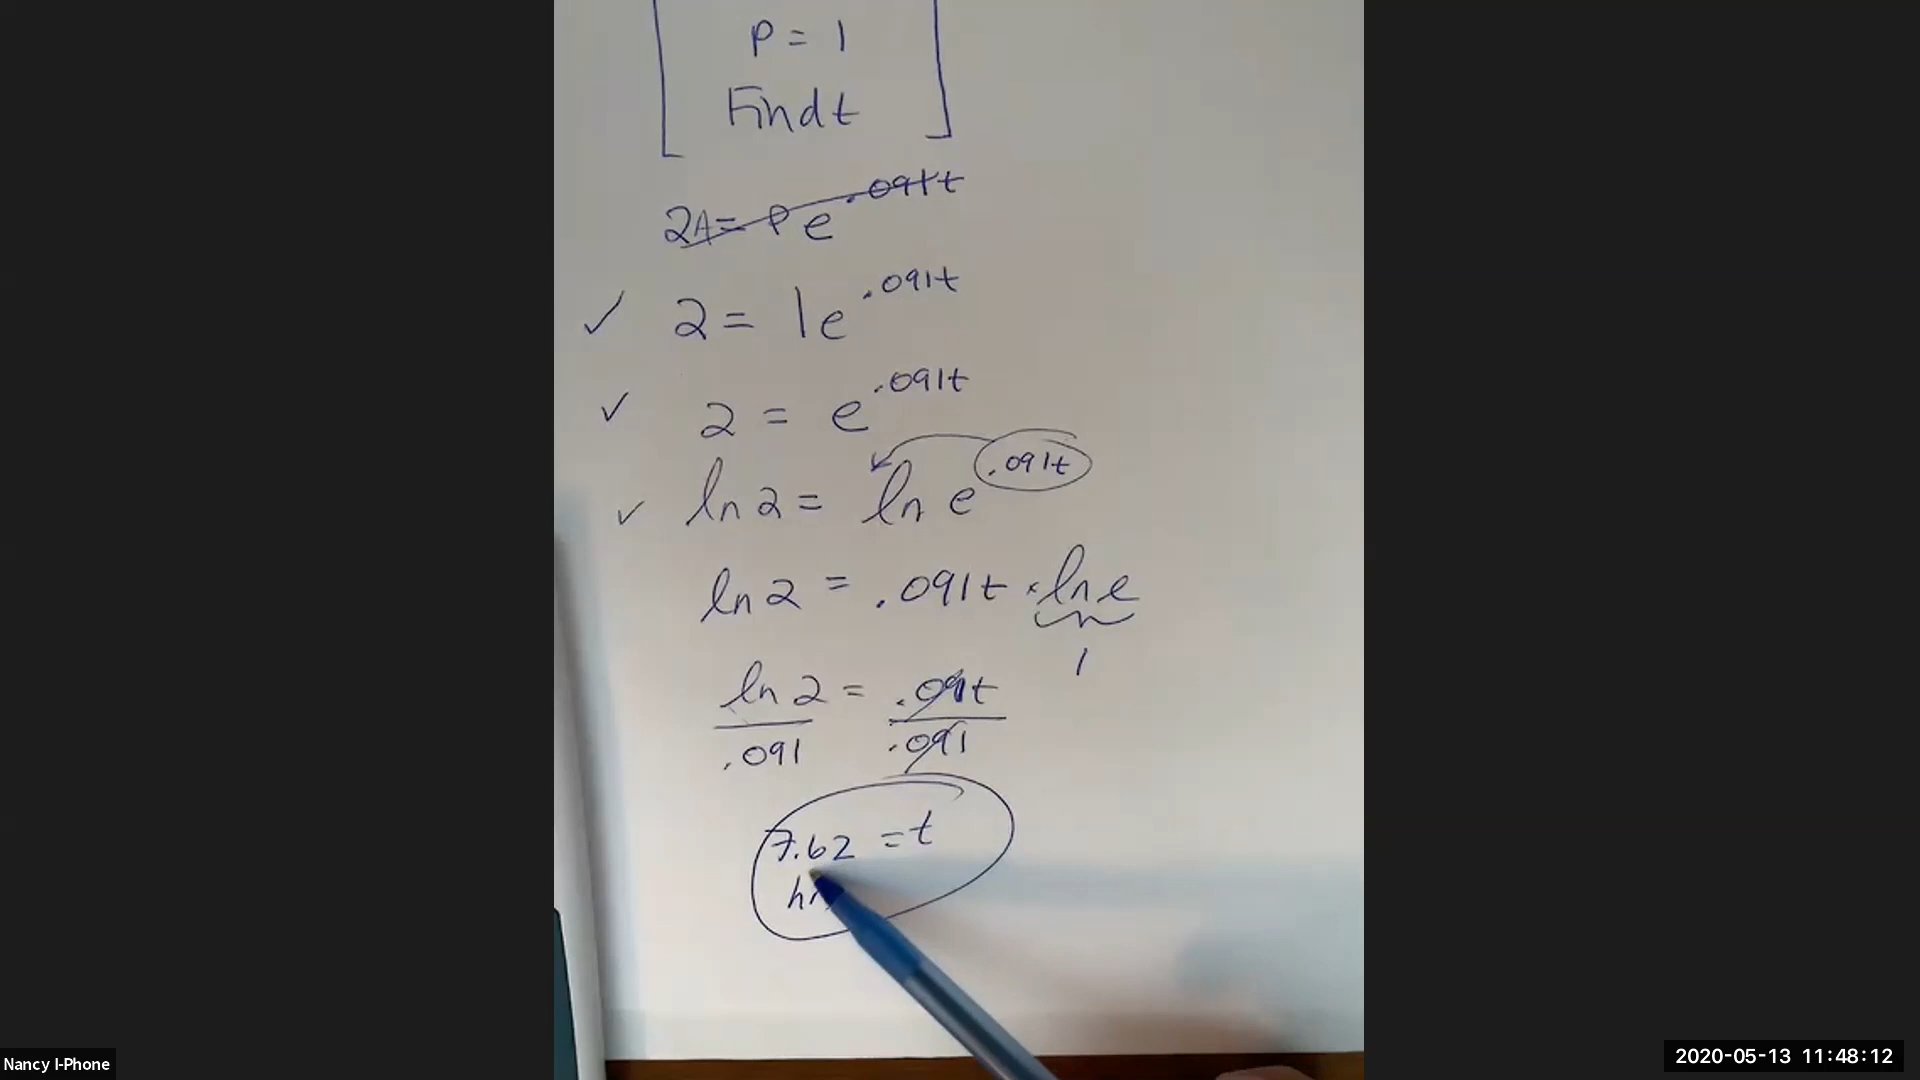 P = 1
Find t
2A = Pe^.091t
✓ 2 = 1e^.091t
✓ 2 = e^.091t
✓ ln 2 = ln e^.091t
ln 2 = .091t · ln e
1
ln 2 = .091t
.091 .091
7.62 = t
Nancy I-Phone
2020-05-13 11:48:12